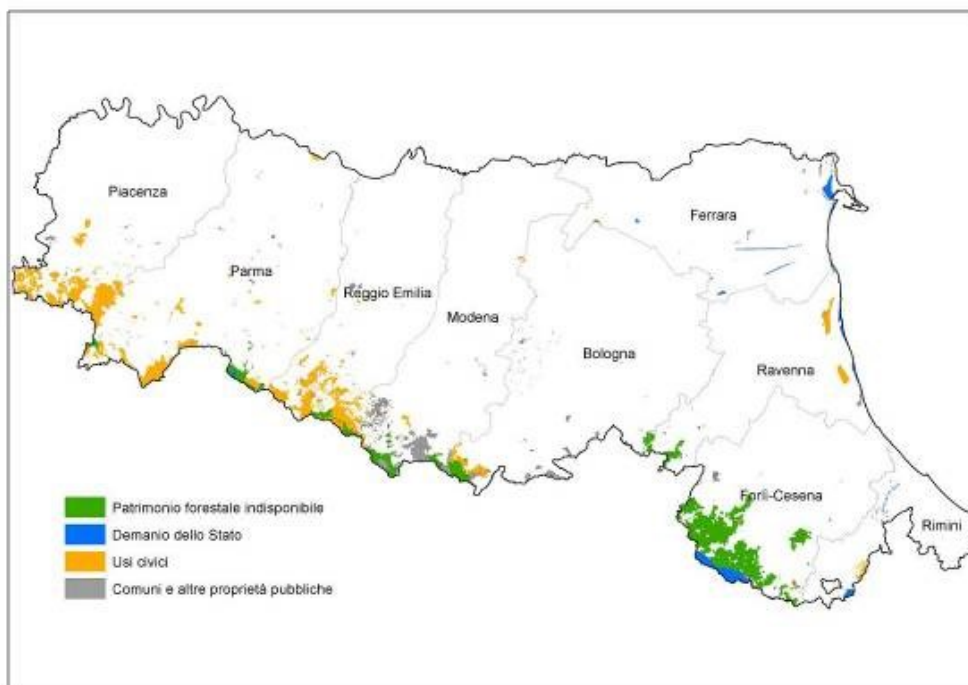 Piacenza
Parma
Reggio Emilia
Modena
Ferrara
Bologna
Ravenna
Forlì-Cesena
Rimini
Patrimonio forestale indisponibile
Demanio dello Stato
Usi civici
Comuni e altre proprietà pubbliche